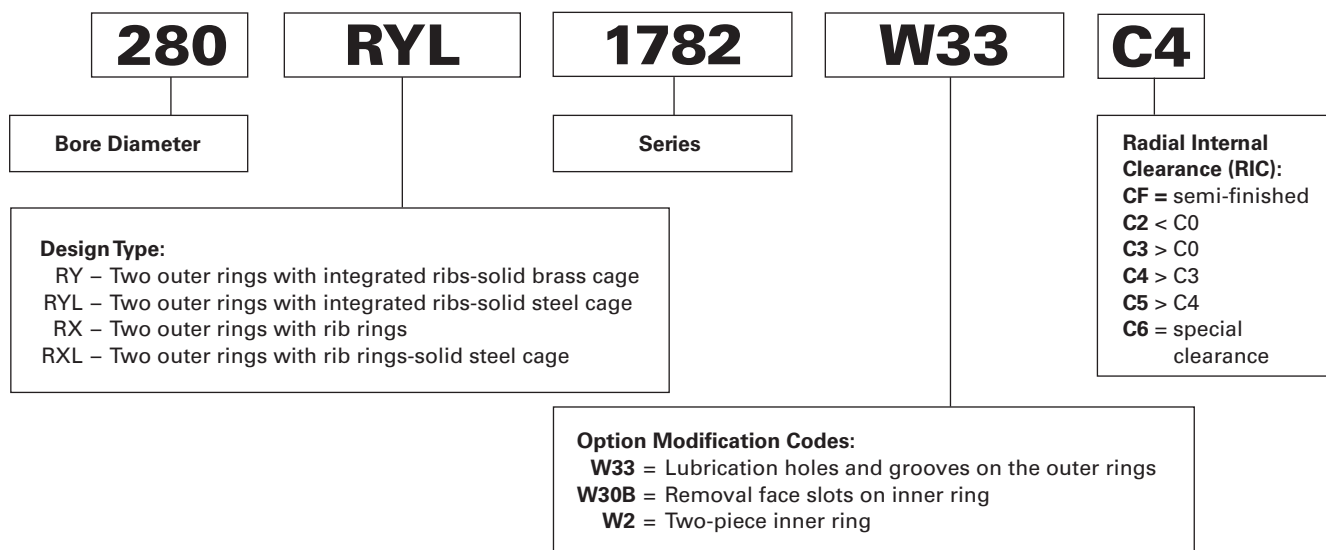 280 RYL 1782 W33 C4
Bore Diameter
Series
Radial Internal
Clearance (RIC):
CF = semi-finished
C2 < C0
C3 > C0
C4 > C3
C5 > C4
C6 = special
clearance
Design Type:
RY – Two outer rings with integrated ribs-solid brass cage
RYL – Two outer rings with integrated ribs-solid steel cage
RX – Two outer rings with rib rings
RXL – Two outer rings with rib rings-solid steel cage
Option Modification Codes:
W33 = Lubrication holes and grooves on the outer rings
W30B = Removal face slots on inner ring
W2 = Two-piece inner ring